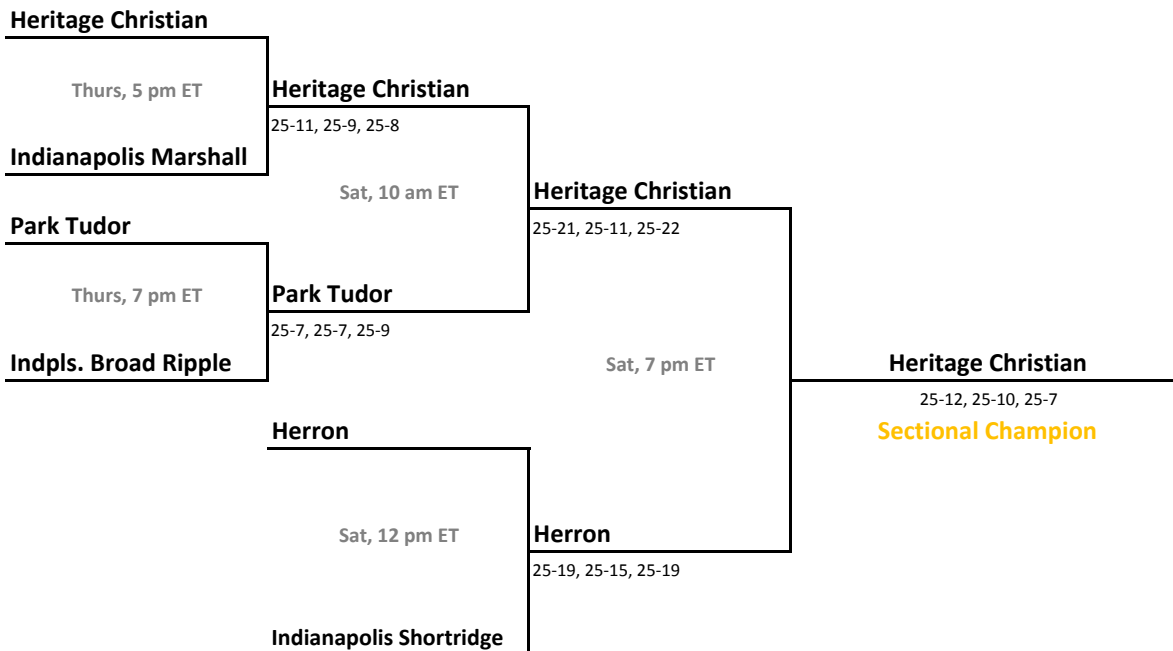 Heritage Christian
Thurs, 5 pm ET
Heritage Christian
25-11, 25-9, 25-8
Indianapolis Marshall
Sat, 10 am ET
Heritage Christian
25-21, 25-11, 25-22
Park Tudor
Thurs, 7 pm ET
Park Tudor
25-7, 25-7, 25-9
Indpls. Broad Ripple
Sat, 7 pm ET
Heritage Christian
25-12, 25-10, 25-7
Sectional Champion
Herron
Sat, 12 pm ET
Herron
25-19, 25-15, 25-19
Indianapolis Shortridge